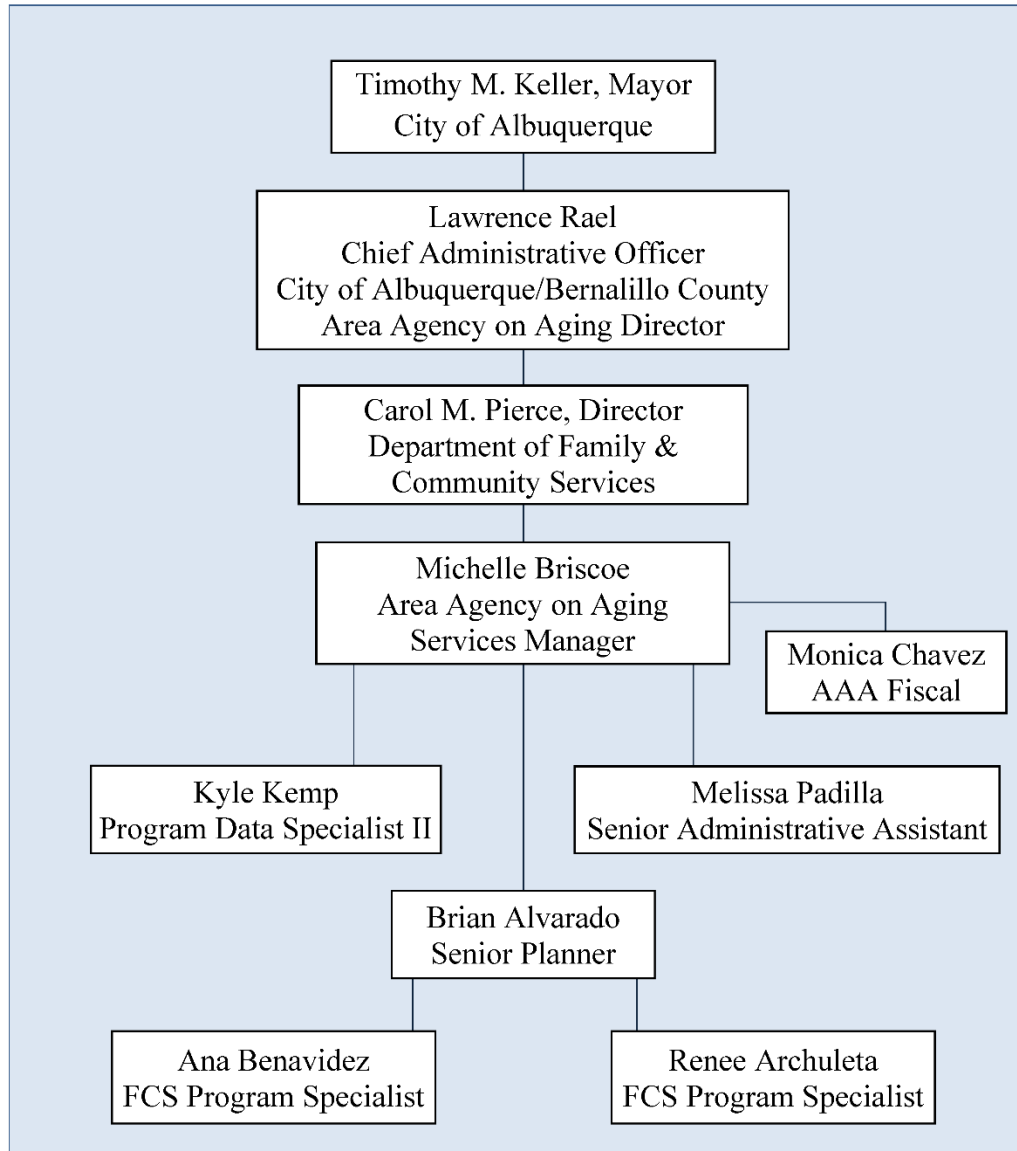 Timothy M. Keller, Mayor
City of Albuquerque
Lawrence Rael
Chief Administrative Officer
City of Albuquerque/Bernalillo County
Area Agency on Aging Director
Carol M. Pierce, Director
Department of Family &
Community Services
Michelle Briscoe
Area Agency on Aging
Services Manager
Monica Chavez
AAA Fiscal
Kyle Kemp
Program Data Specialist II
Melissa Padilla
Senior Administrative Assistant
Brian Alvarado
Senior Planner
Ana Benavidez
FCS Program Specialist
Renee Archuleta
FCS Program Specialist